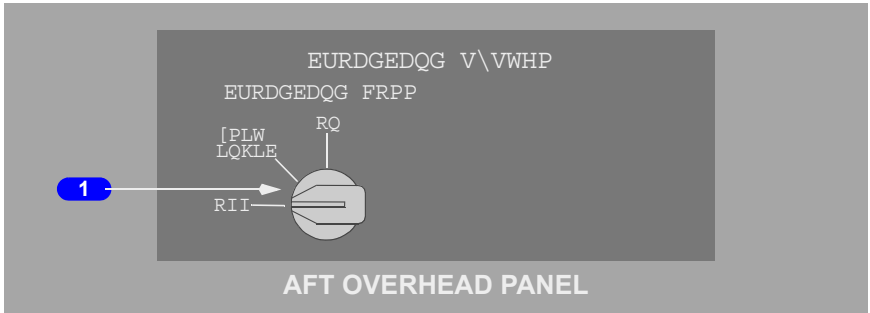 EURDGEDQG V\VWHP
EURDGEDQG FRPP
[PLW
LQKLE
RQ
RII
1
AFT OVERHEAD PANEL